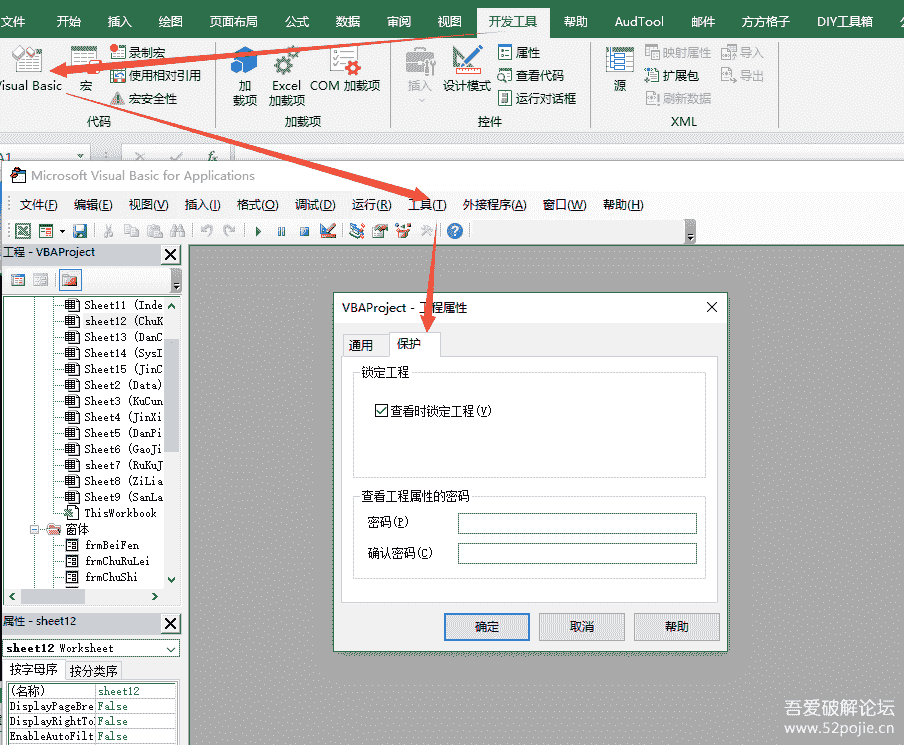 文件 开始 插入 绘图 页面布局 公式 数据 审阅 视图 开发工具 帮助 AudTool 邮件 方方格子 DIY工具箱
Visual Basic 宏 录制宏 使用相对引用 宏安全性
代码
加载项 Excel 加载项 COM 加载项
加载项
插入 设计模式 属性 查看代码 运行对话框
控件
源 映射属性 扩展包 刷新数据 导入 导出
XML
A1 fx
Microsoft Visual Basic for Applications
文件(F) 编辑(E) 视图(V) 插入(I) 格式(O) 调试(D) 运行(R) 工具(T) 外接程序(A) 窗口(W) 帮助(H)
工程 - VBAProject
Sheet11 (Inde
sheet12 (ChuK
Sheet13 (DanC
Sheet14 (SysI
Sheet15 (JinC
Sheet2 (Data)
Sheet3 (KuCun
Sheet4 (JinXi
Sheet5 (DanPi
Sheet6 (GaoJi
sheet7 (RuKuJ
Sheet8 (ZiLia
Sheet9 (SanLa
ThisWorkbook
窗体
frmBeiFen
frmChuRuLei
frmChuShi
属性 - sheet12
sheet12 Worksheet
按字母序 按分类序
(名称) sheet12
DisplayPageBre False
DisplayRightTo False
EnableAutoFilt False
VBAProject - 工程属性
通用 保护
锁定工程
查看时锁定工程(V)
查看工程属性的密码
密码(P)
确认密码(C)
确定 取消 帮助
吾爱破解论坛
www.52pojie.cn